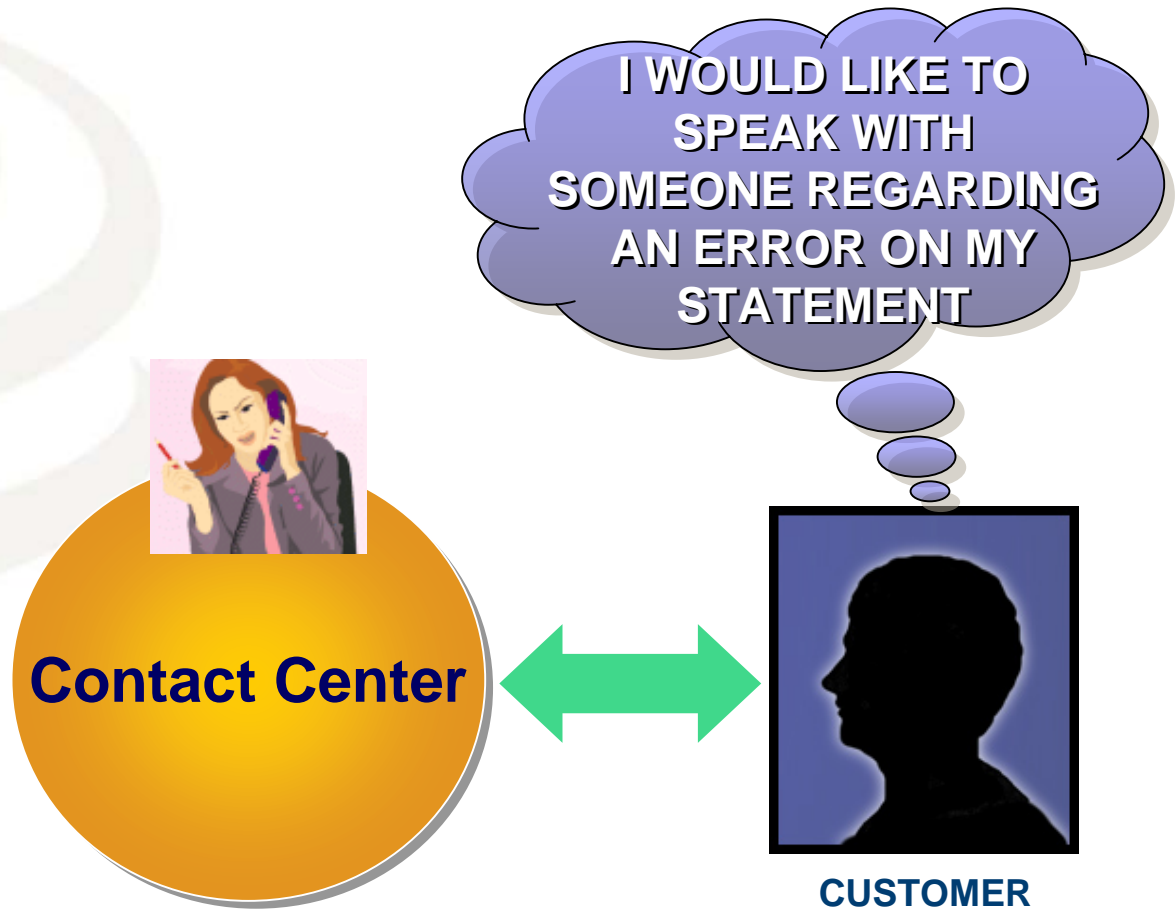 I WOULD LIKE TO
SPEAK WITH
SOMEONE REGARDING
AN ERROR ON MY
STATEMENT
Contact Center
CUSTOMER